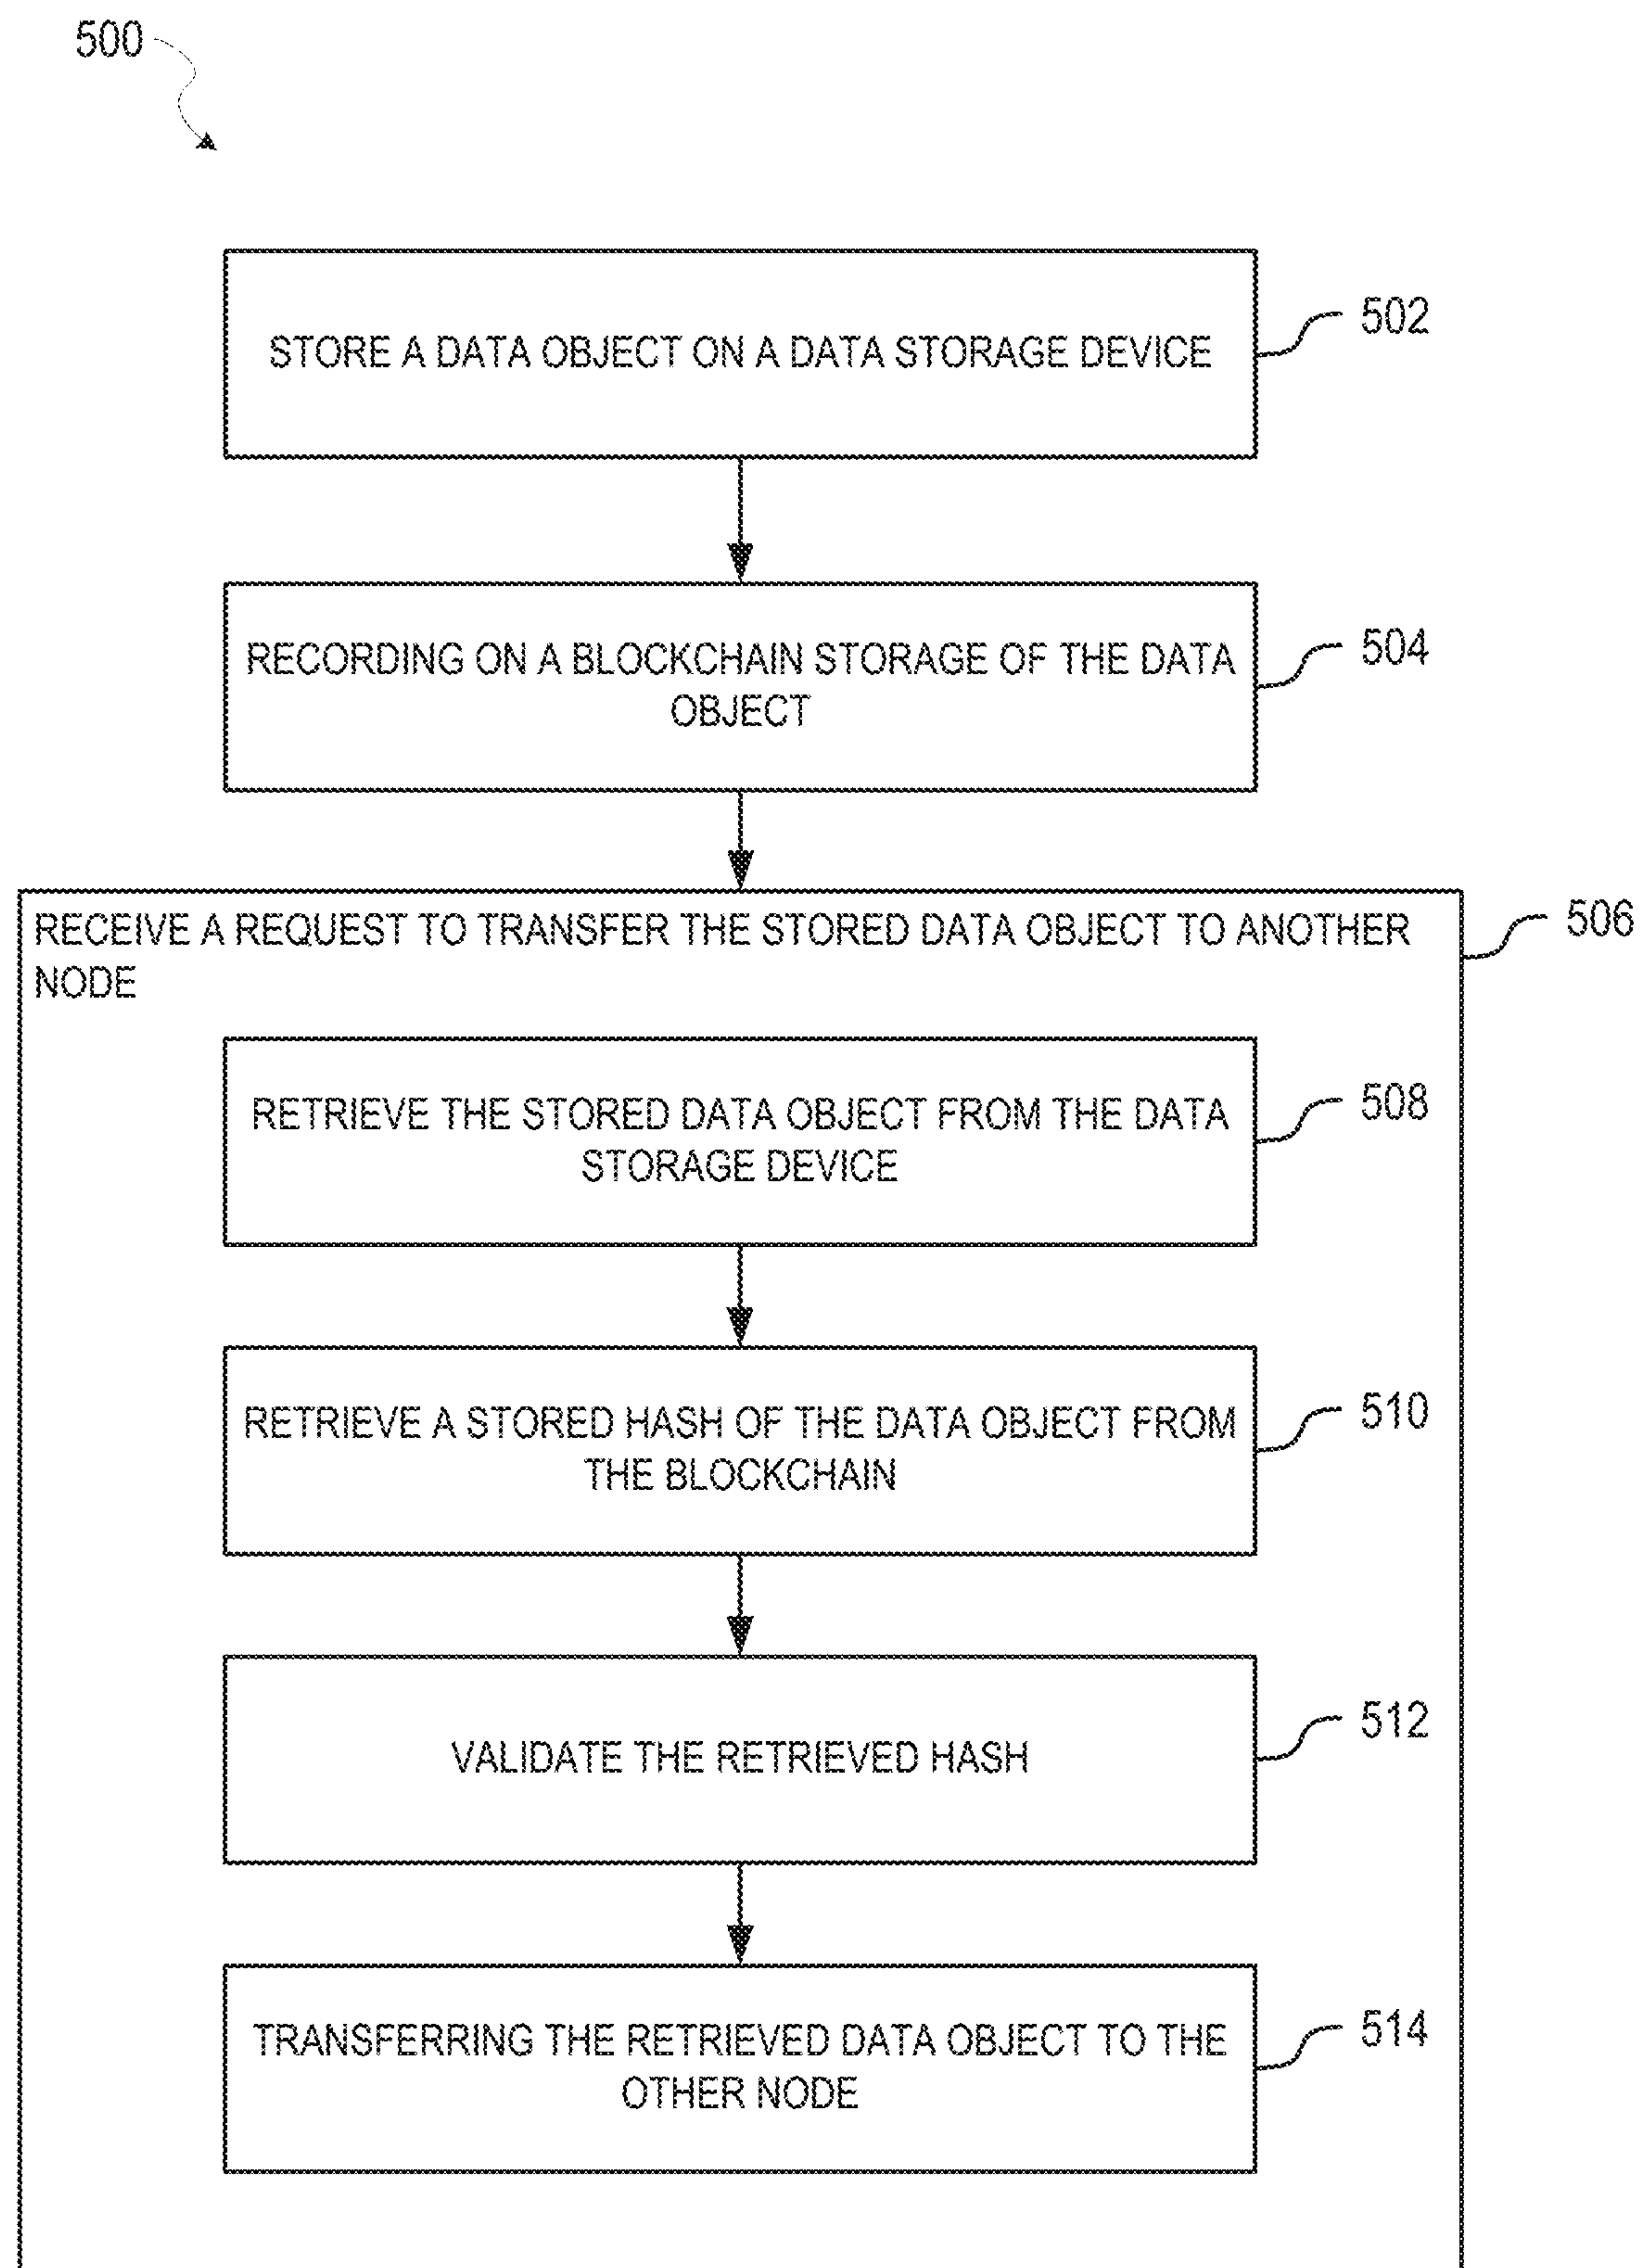 500
STORE A DATA OBJECT ON A DATA STORAGE DEVICE
502
RECORDING ON A BLOCKCHAIN STORAGE OF THE DATA
OBJECT
504
RECEIVE A REQUEST TO TRANSFER THE STORED DATA OBJECT TO ANOTHER
NODE
506
RETRIEVE THE STORED DATA OBJECT FROM THE DATA
STORAGE DEVICE
508
RETRIEVE A STORED HASH OF THE DATA OBJECT FROM
THE BLOCKCHAIN
510
VALIDATE THE RETRIEVED HASH
512
TRANSFERRING THE RETRIEVED DATA OBJECT TO THE
OTHER NODE
514